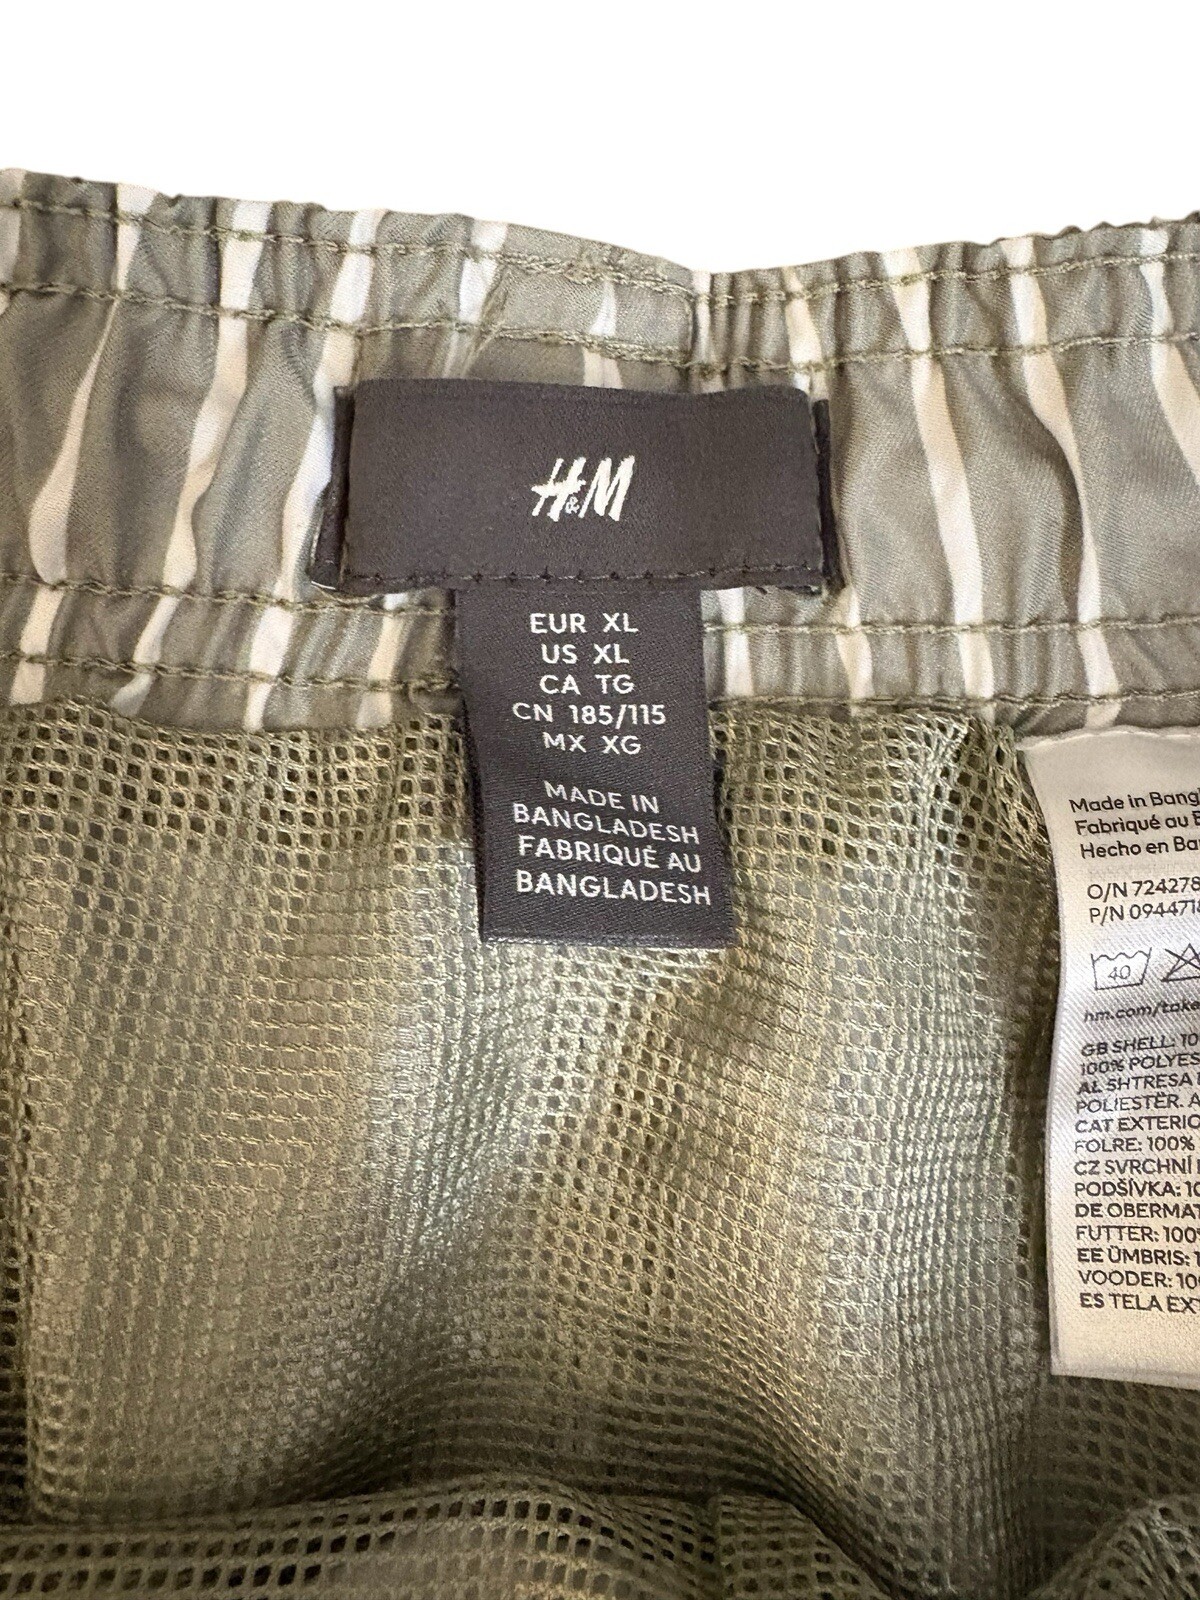 H&M
EUR XL
US XL
CA TG
CN 185/115
MX XG
MADE IN
BANGLADESH
FABRIQUÉ AU
BANGLADESH
Made in Bangl
Fabriqué au B
Hecho en Ba
O/N 724278
P/N 094471
40
hm.com/take
GB SHELL: 10
100% POLYES
AL SHTRESA
POLIESTËR. A
CAT EXTERIO
FOLRE: 100%
CZ SVRCHNÍ
PODŠÍVKA: 10
DE OBERMAT
FUTTER: 100%
EE ÜMBRIS: 1
VOODER: 10
ES TELA EXT